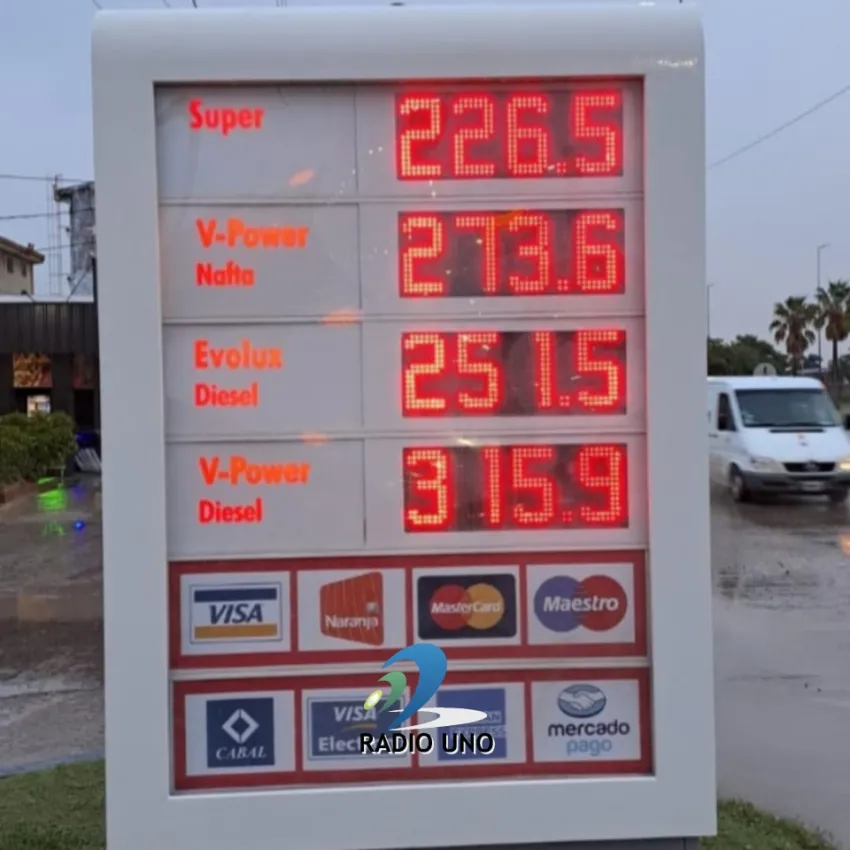 Super
226.5
V-Power
Nafta
273.6
Evolux
Diesel
251.5
V-Power
Diesel
315.9
VISA
Naranja
MasterCard
Maestro
CABAL
VISA
mercado
pago
RADIO UNO